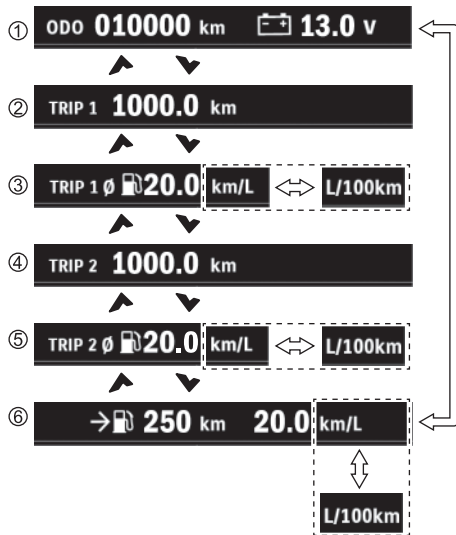 ① ODO 010000 km 13.0 V
② TRIP 1 1000.0 km
③ TRIP 1 Ø 20.0 km/L L/100km
④ TRIP 2 1000.0 km
⑤ TRIP 2 Ø 20.0 km/L L/100km
⑥ → 250 km 20.0 km/L
L/100km